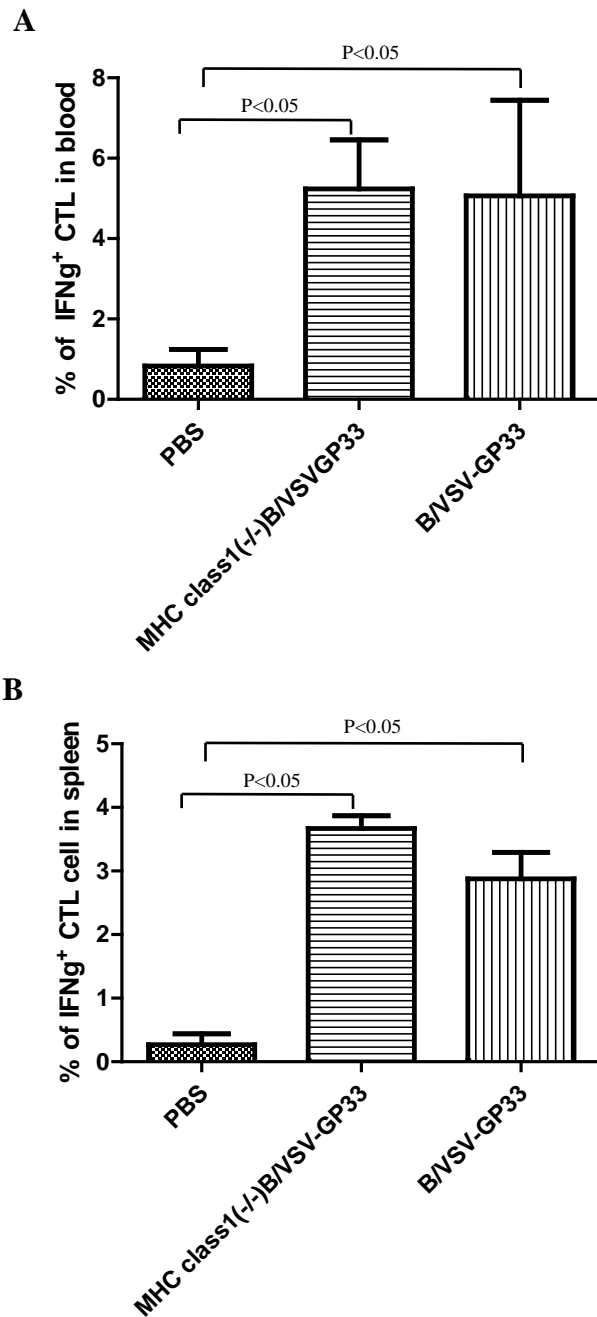 A
P<0.05
P<0.05
% of IFNg⁺ CTL in blood
8
6
4
2
0
PBS
MHC class1(-/-)B/VSVGP33
B/VSV-GP33
B
P<0.05
P<0.05
% of IFNg⁺ CTL cell in spleen
5
4
3
2
1
0
PBS
MHC class1(-/-)B/VSV-GP33
B/VSV-GP33